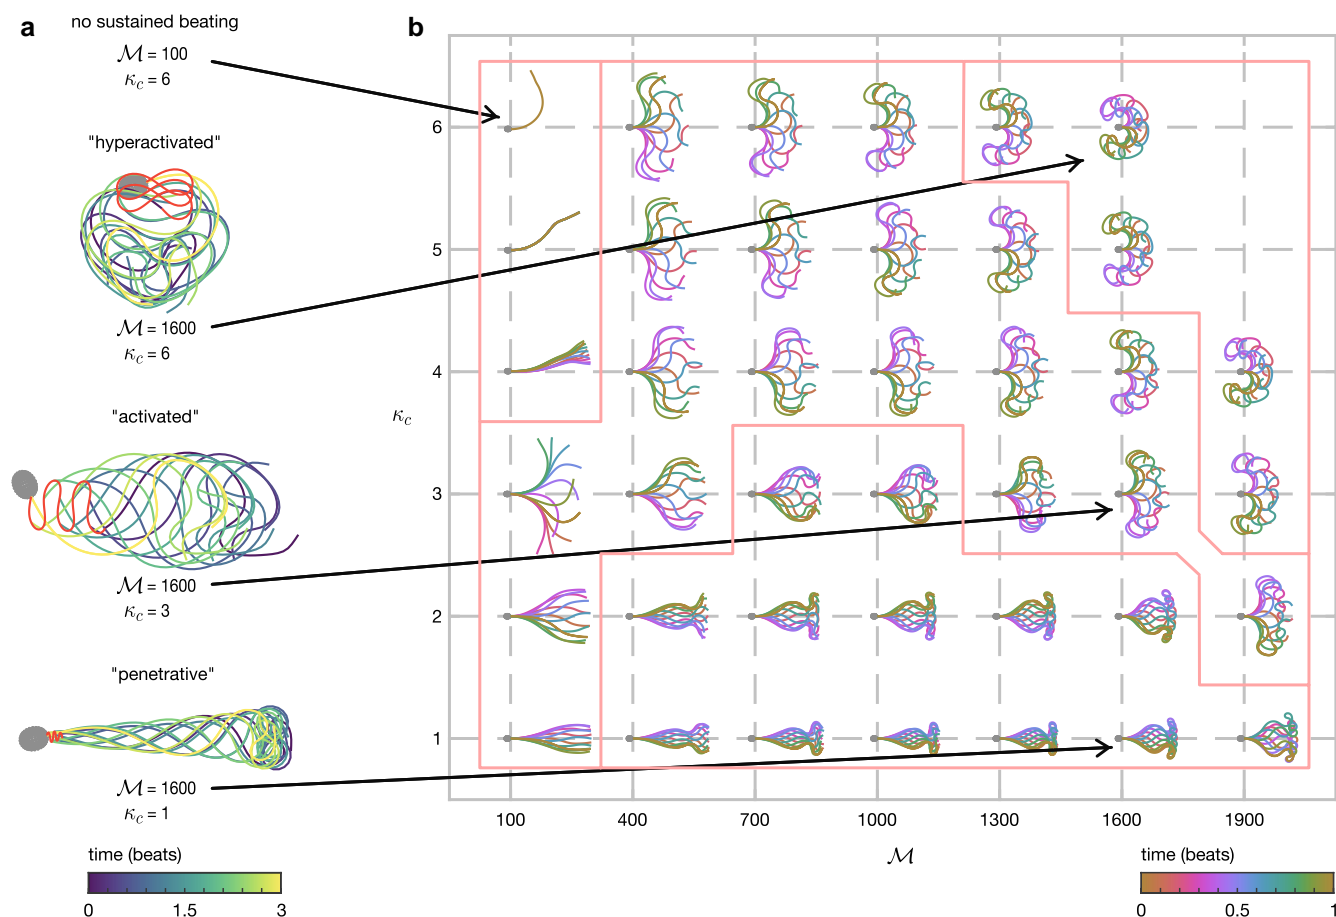 a
no sustained beating
ℳ = 100
κc = 6
"hyperactivated"
ℳ = 1600
κc = 6
"activated"
ℳ = 1600
κc = 3
"penetrative"
ℳ = 1600
κc = 1
time (beats)
0 1.5 3
b
6
5
4
κc
3
2
1
100 400 700 1000 1300 1600 1900
ℳ
time (beats)
0 0.5 1